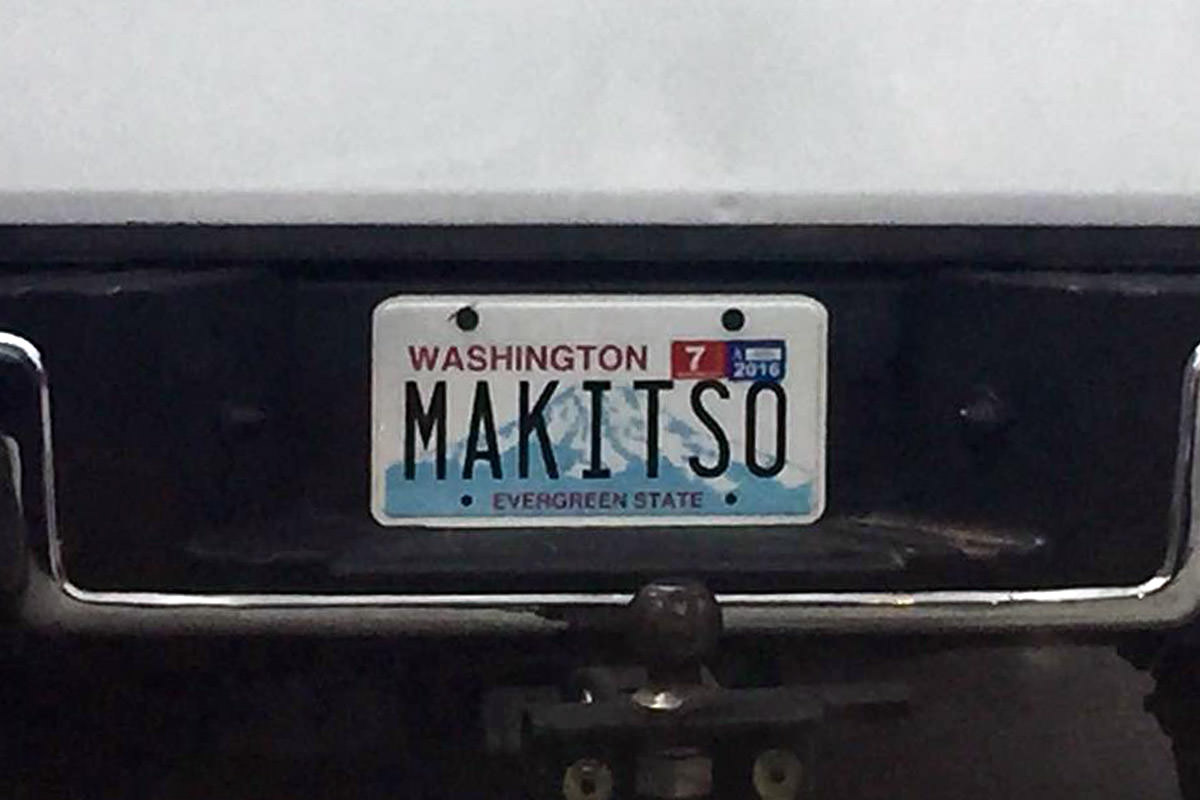 WASHINGTON 7 2016
MAKITSO
EVERGREEN STATE